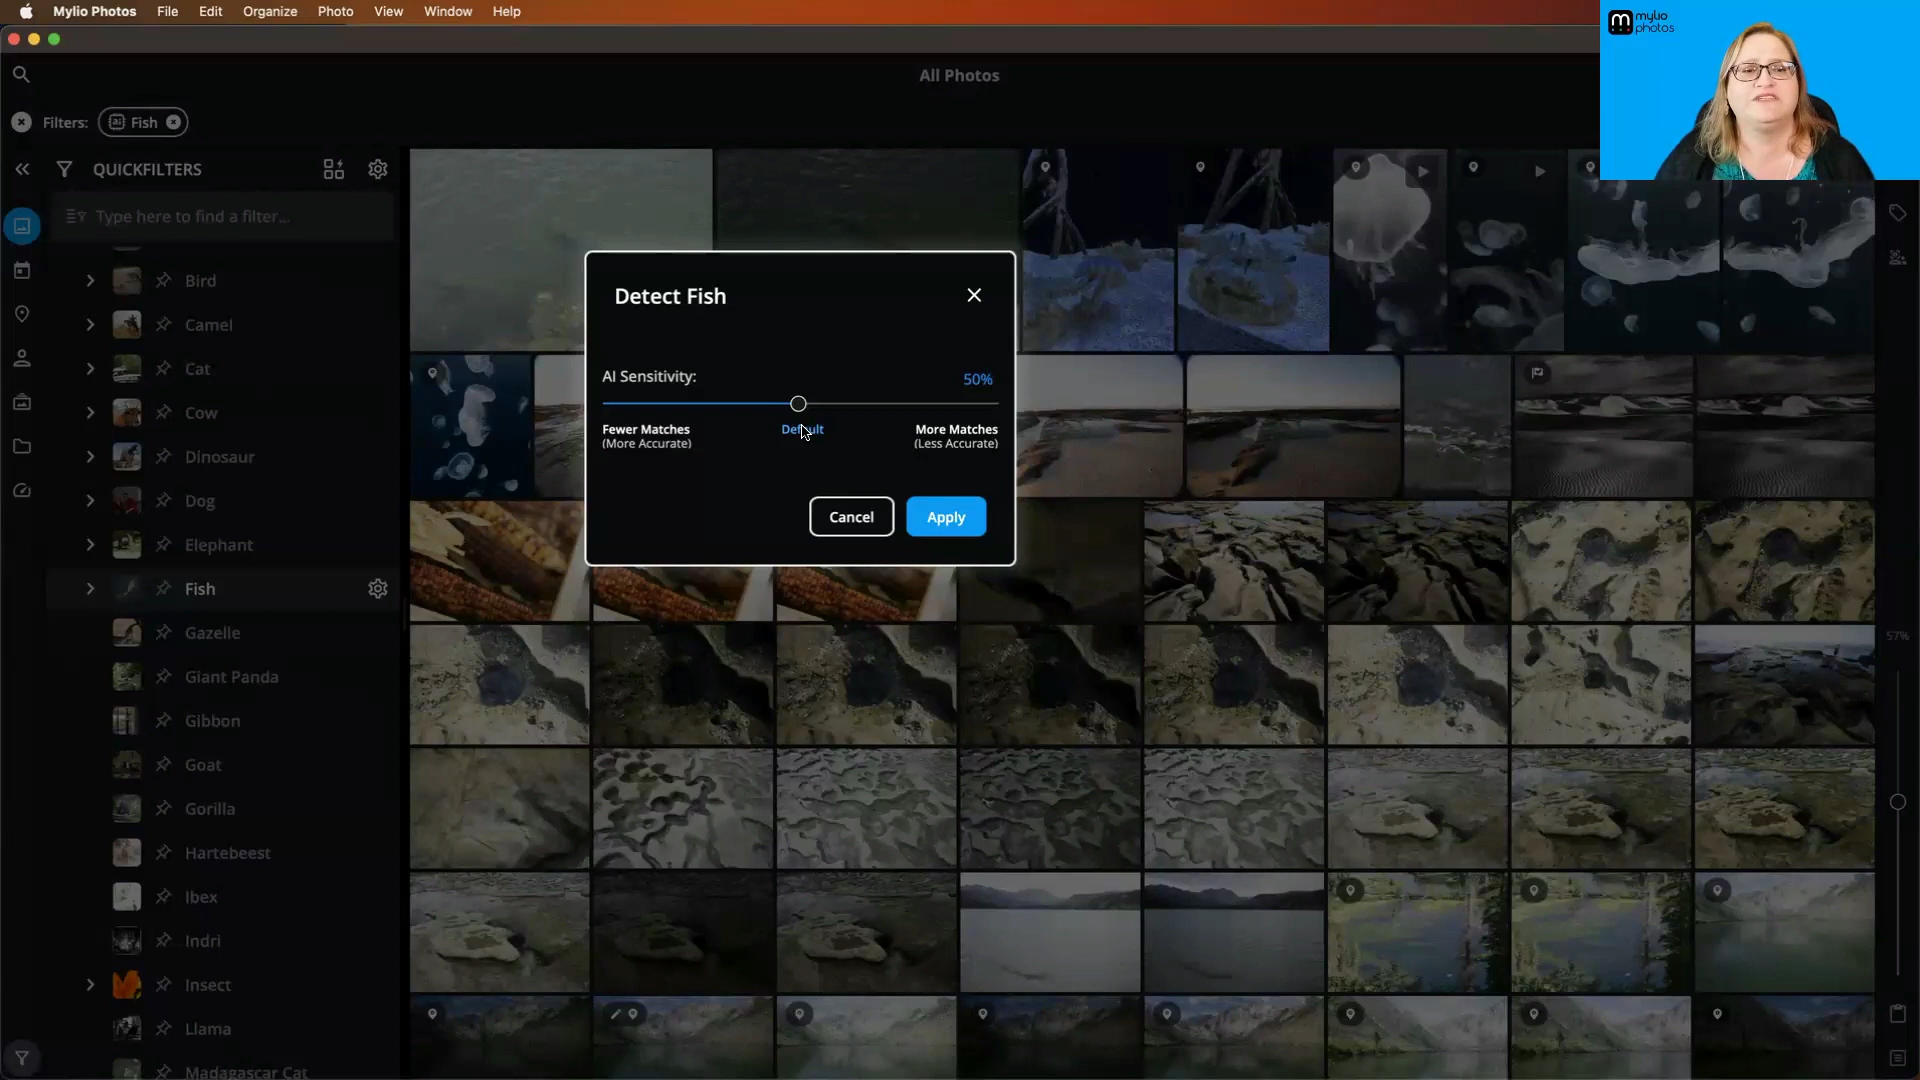 Mylio Photos File Edit Organize Photo View Window Help
mylio
photos
All Photos
Filters: Fish
QUICKFILTERS
Type here to find a filter...
Bird
Camel
Cat
Cow
Dinosaur
Dog
Elephant
Fish
Gazelle
Giant Panda
Gibbon
Goat
Gorilla
Hartebeest
Ibex
Indri
Insect
Llama
Madagascar Cat
Detect Fish
AI Sensitivity:
50%
Fewer Matches
(More Accurate)
Default
More Matches
(Less Accurate)
Cancel
Apply
57%